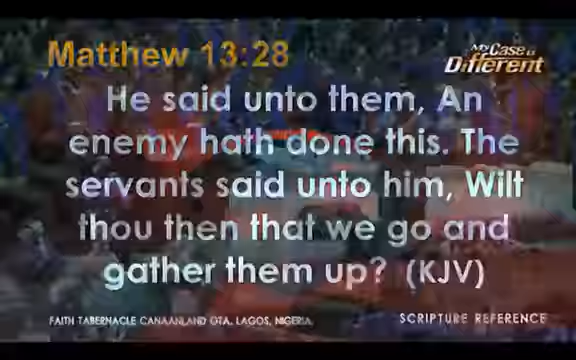 Matthew 13:28
My Case is
Different
He said unto them, An
enemy hath done this. The
servants said unto him, Wilt
thou then that we go and
gather them up? (KJV)
FAITH TABERNACLE CANAANLAND OTA, LAGOS, NIGERIA.
SCRIPTURE REFERENCE